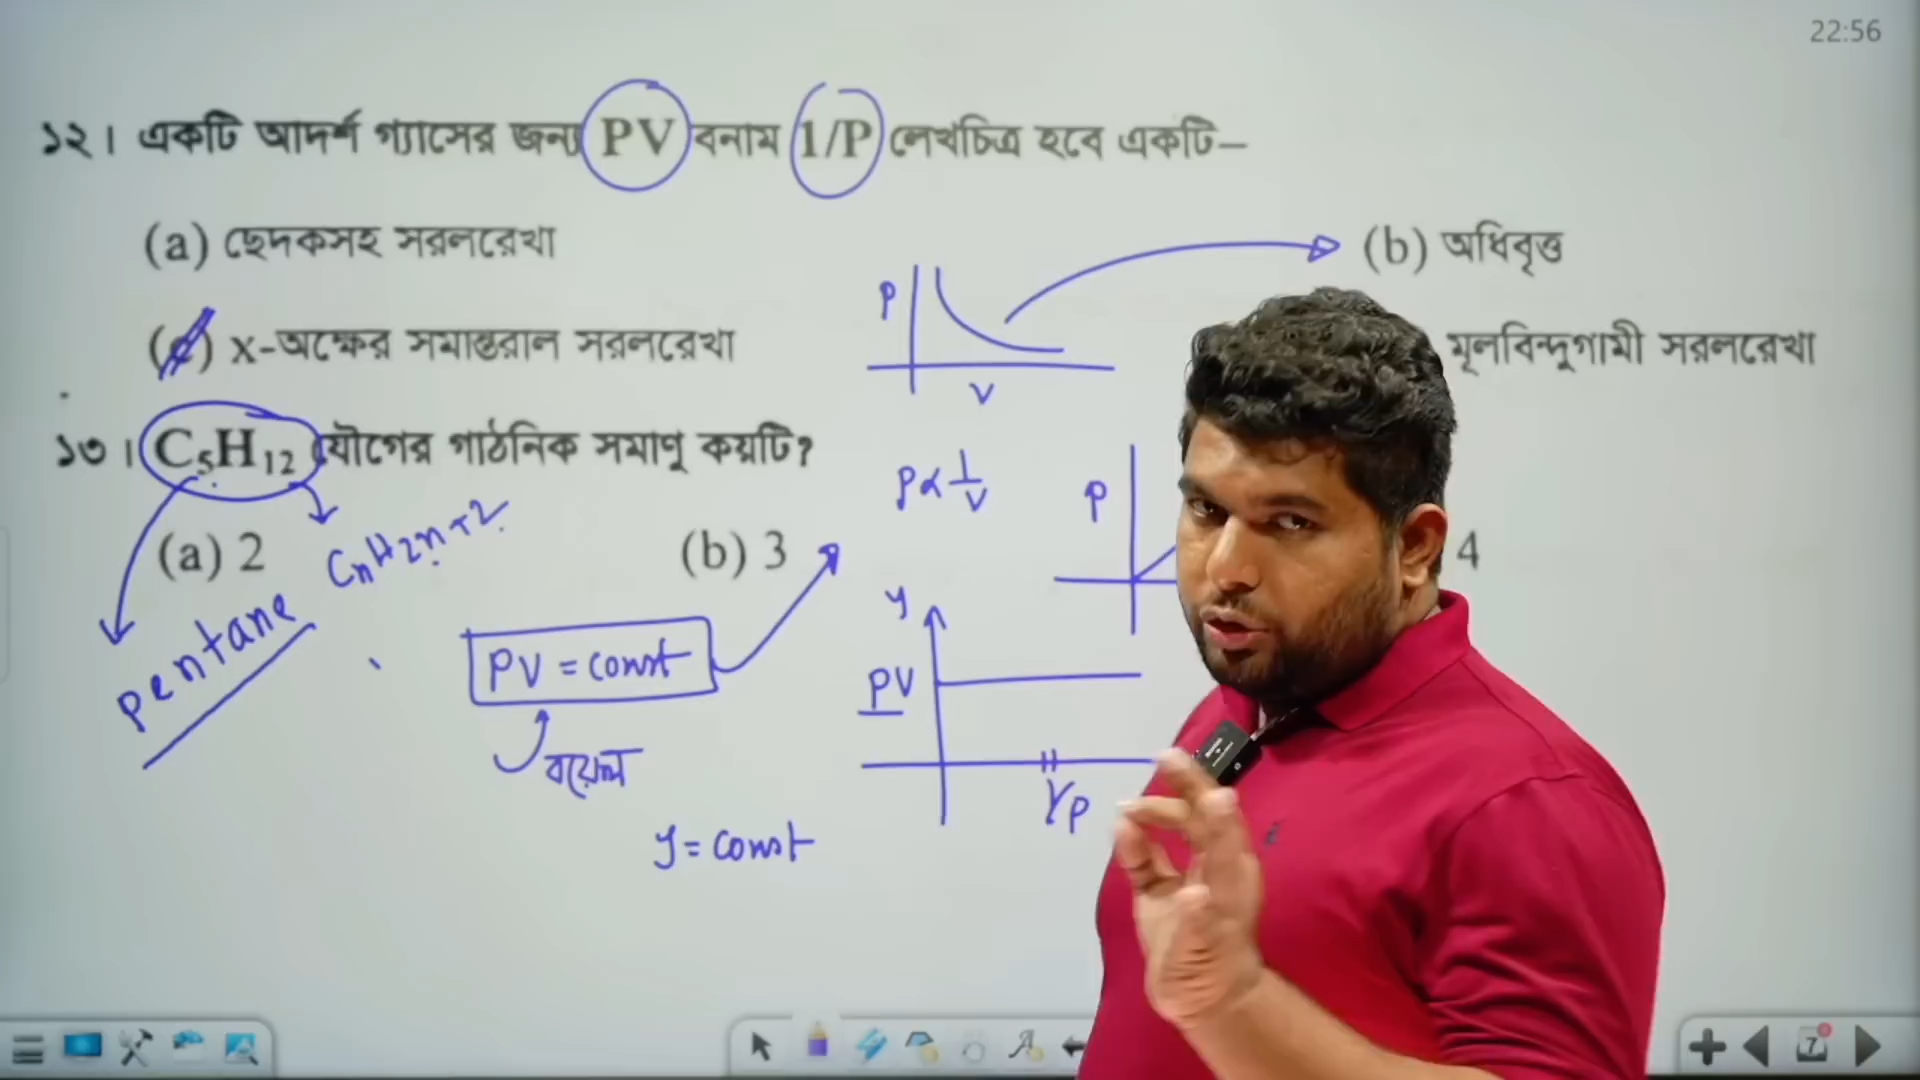 22:56
১২। একটি আদর্শ গ্যাসের জন্য PV বনাম 1/P লেখচিত্র হবে একটি–
(a) ছেদকসহ সরলরেখা
(b) অধিবৃত্ত
(c) x-অক্ষের সমান্তরাল সরলরেখা
মূলবিন্দুগামী সরলরেখা
P
V
১৩। C₅H₁₂ যৌগের গাঠনিক সমাণু কয়টি?
P ∝ 1/V
P
(a) 2
(b) 3
4
CnH2n+2
pentane
PV = const
বয়েল
y
PV
1/P
y = const
7